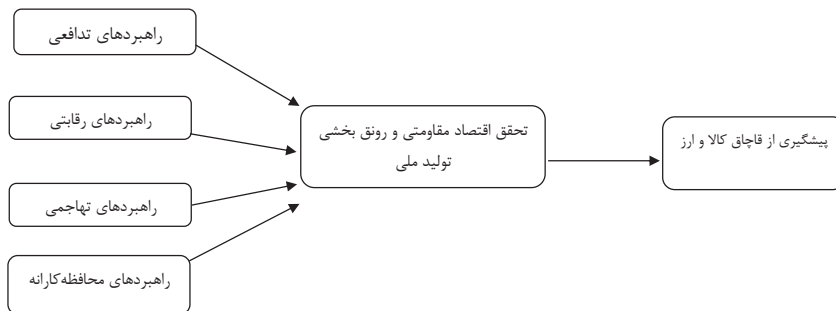 راهبردهای تدافعی
راهبردهای رقابتی
راهبردهای تهاجمی
راهبردهای محافظه‌کارانه
تحقق اقتصاد مقاومتی و رونق بخشی
تولید ملی
پیشگیری از قاچاق کالا و ارز